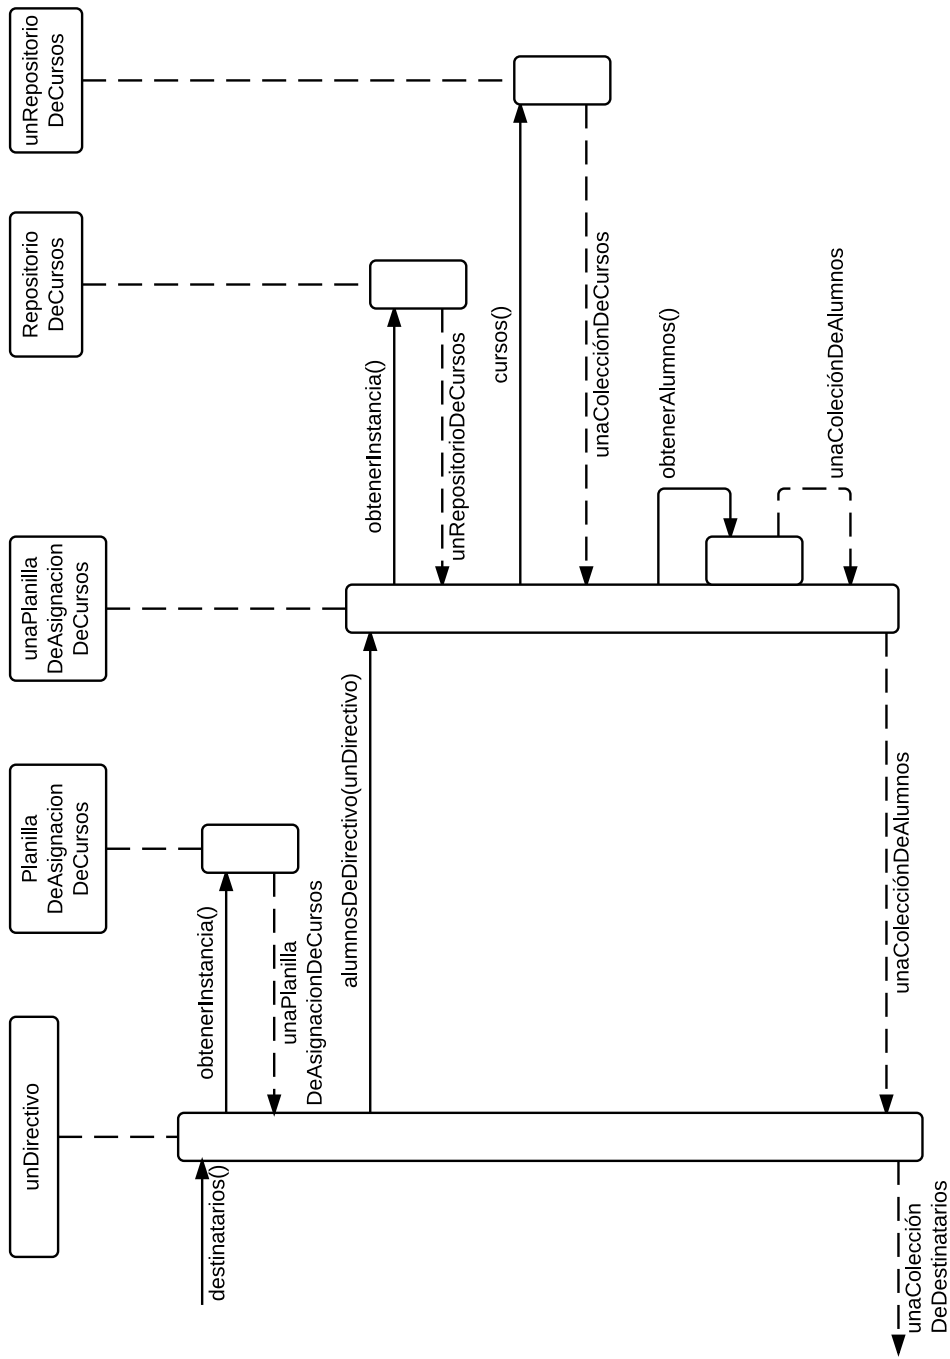 unDirectivo
Planilla
DeAsignacion
DeCursos
unaPlanilla
DeAsignacion
DeCursos
Repositorio
DeCursos
unRepositorio
DeCursos
destinatarios()
obtenerInstancia()
unaPlanilla
DeAsignacionDeCursos
alumnosDeDirectivo(unDirectivo)
obtenerInstancia()
unRepositorioDeCursos
cursos()
unaColecciónDeCursos
obtenerAlumnos()
unaColeciónDeAlumnos
unaColecciónDeAlumnos
unaColección
DeDestinatarios